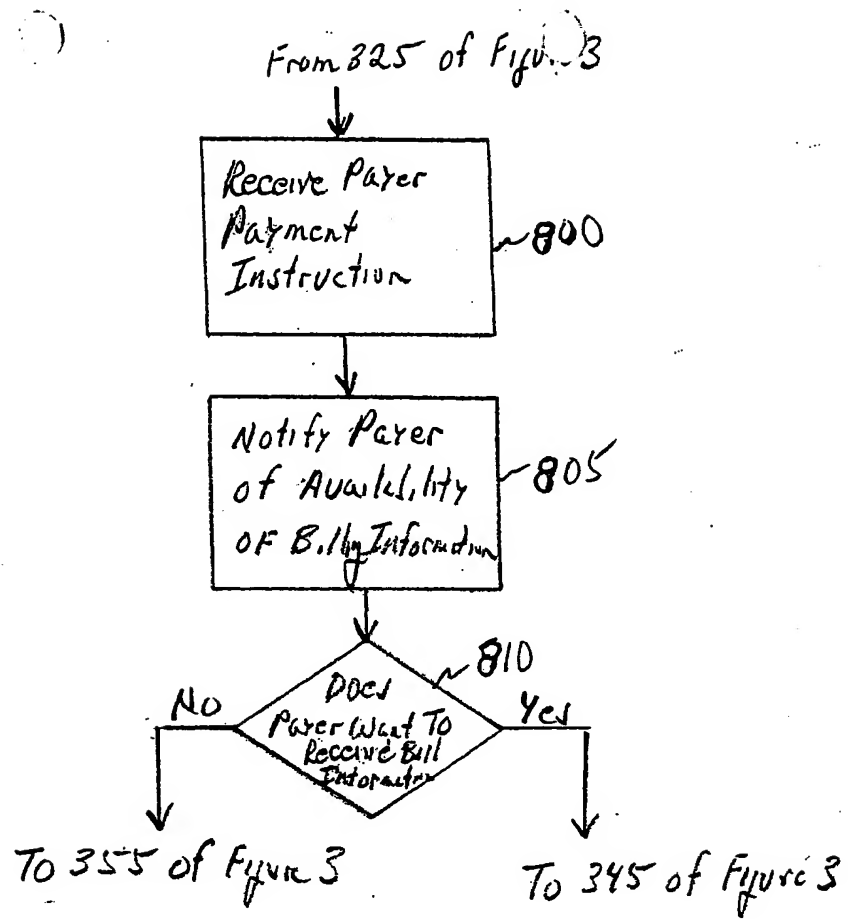 From 325 of Figure 3
Receive Payer
Payment
Instruction
800
Notify Payer
of Availability
of Billing Information
805
810
Does
Payer Want To
Receive Bill
Information
No
Yes
To 355 of Figure 3
To 345 of Figure 3